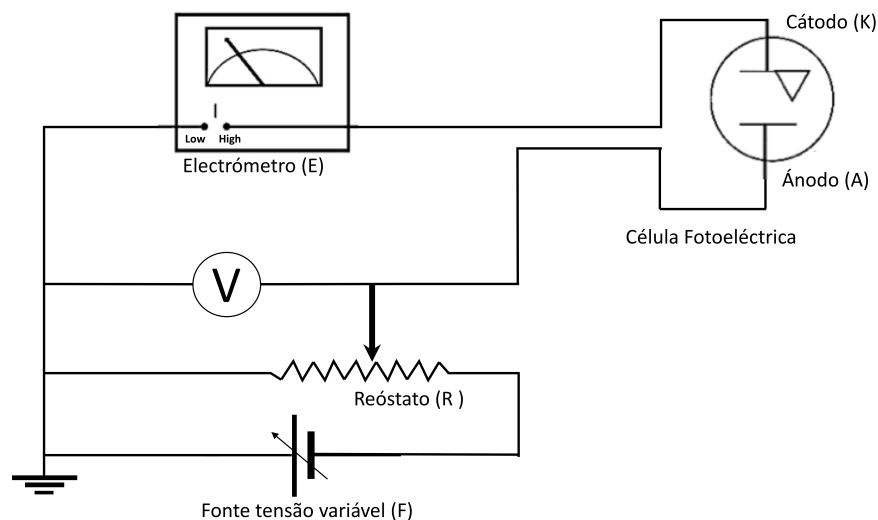 Cátodo (K)
I
Low High
Electrómetro (E)
Ánodo (A)
Célula Fotoeléctrica
V
Reóstato (R )
Fonte tensão variável (F)